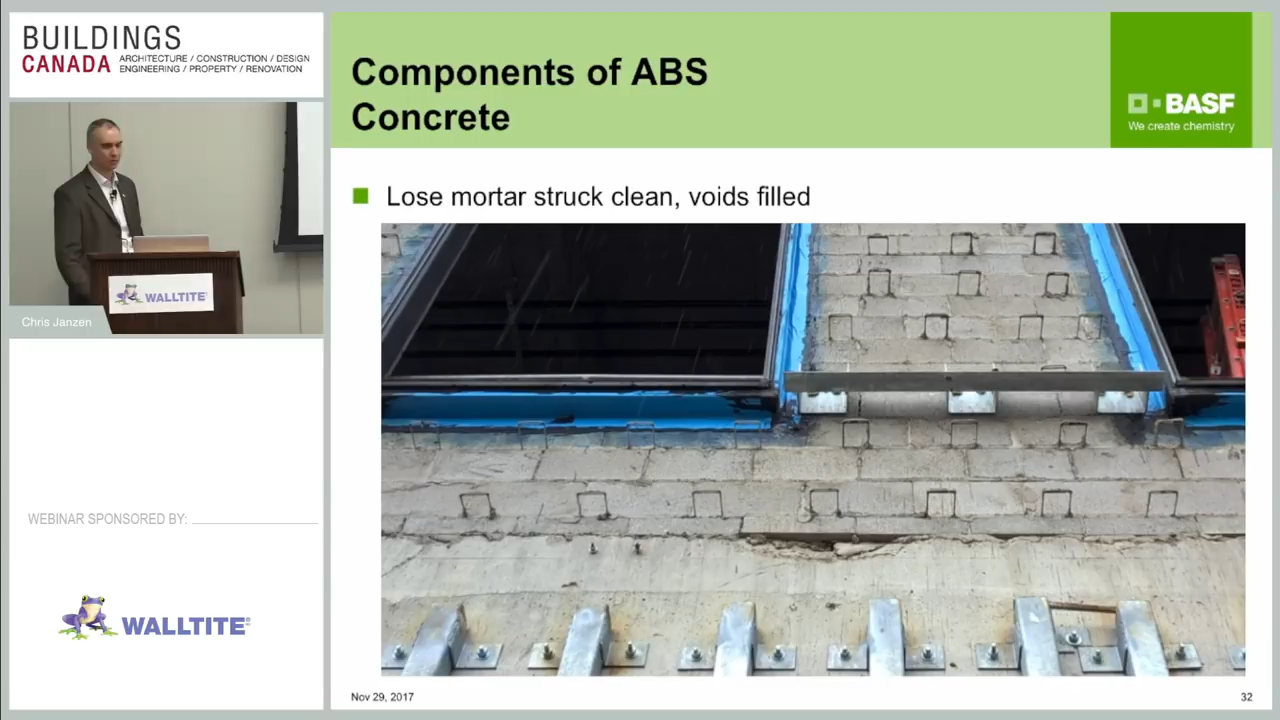 BUILDINGS
CANADA ARCHITECTURE / CONSTRUCTION / DESIGN
ENGINEERING / PROPERTY / RENOVATION
WALLTITE
Chris Janzen
WEBINAR SPONSORED BY:
WALLTITE®
Components of ABS
Concrete
BASF
We create chemistry
Lose mortar struck clean, voids filled
Nov 29, 2017
32